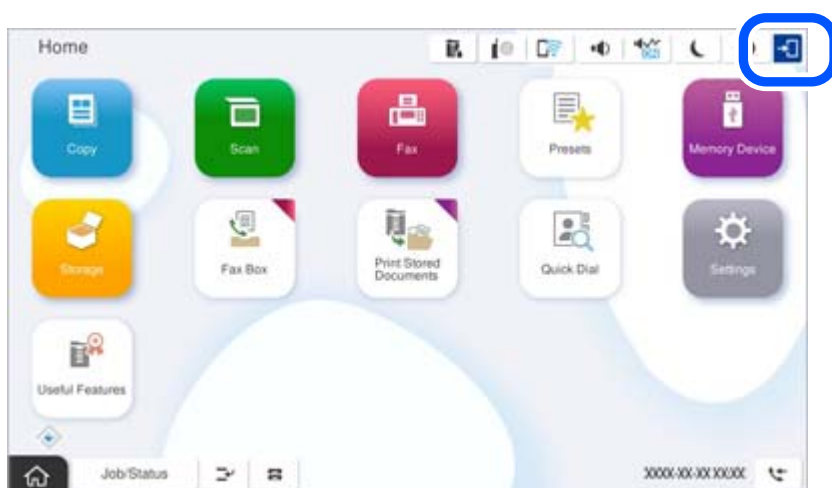 Home
Copy
Scan
Fax
Presets
Memory Device
Storage
Fax Box
Print Stored
Documents
Quick Dial
Settings
Useful Features
Job/Status
XXXX-XX-XX XX:XX